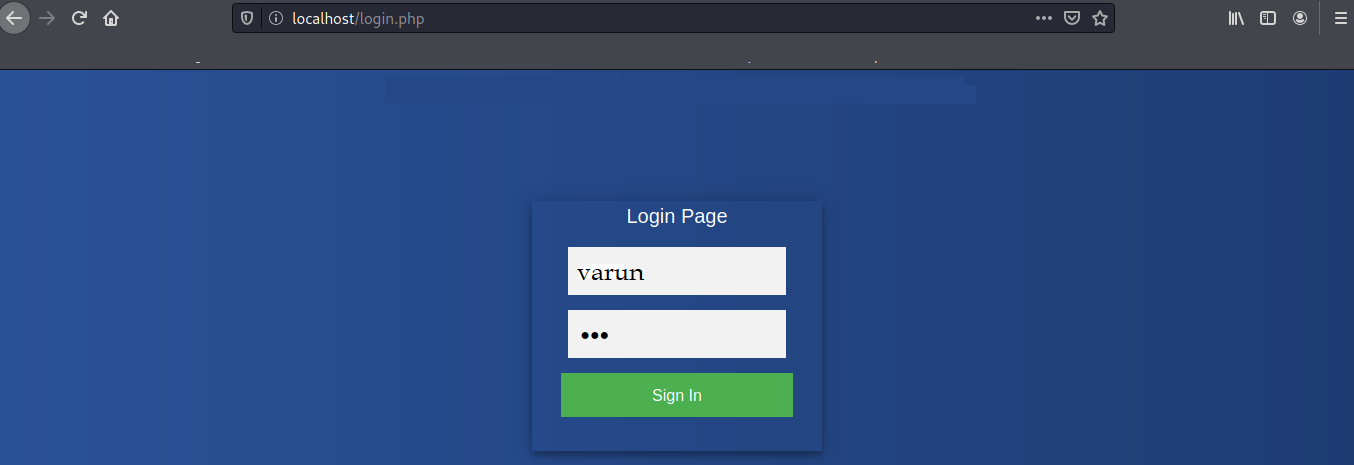 localhost/login.php
Login Page
varun
•••
Sign In